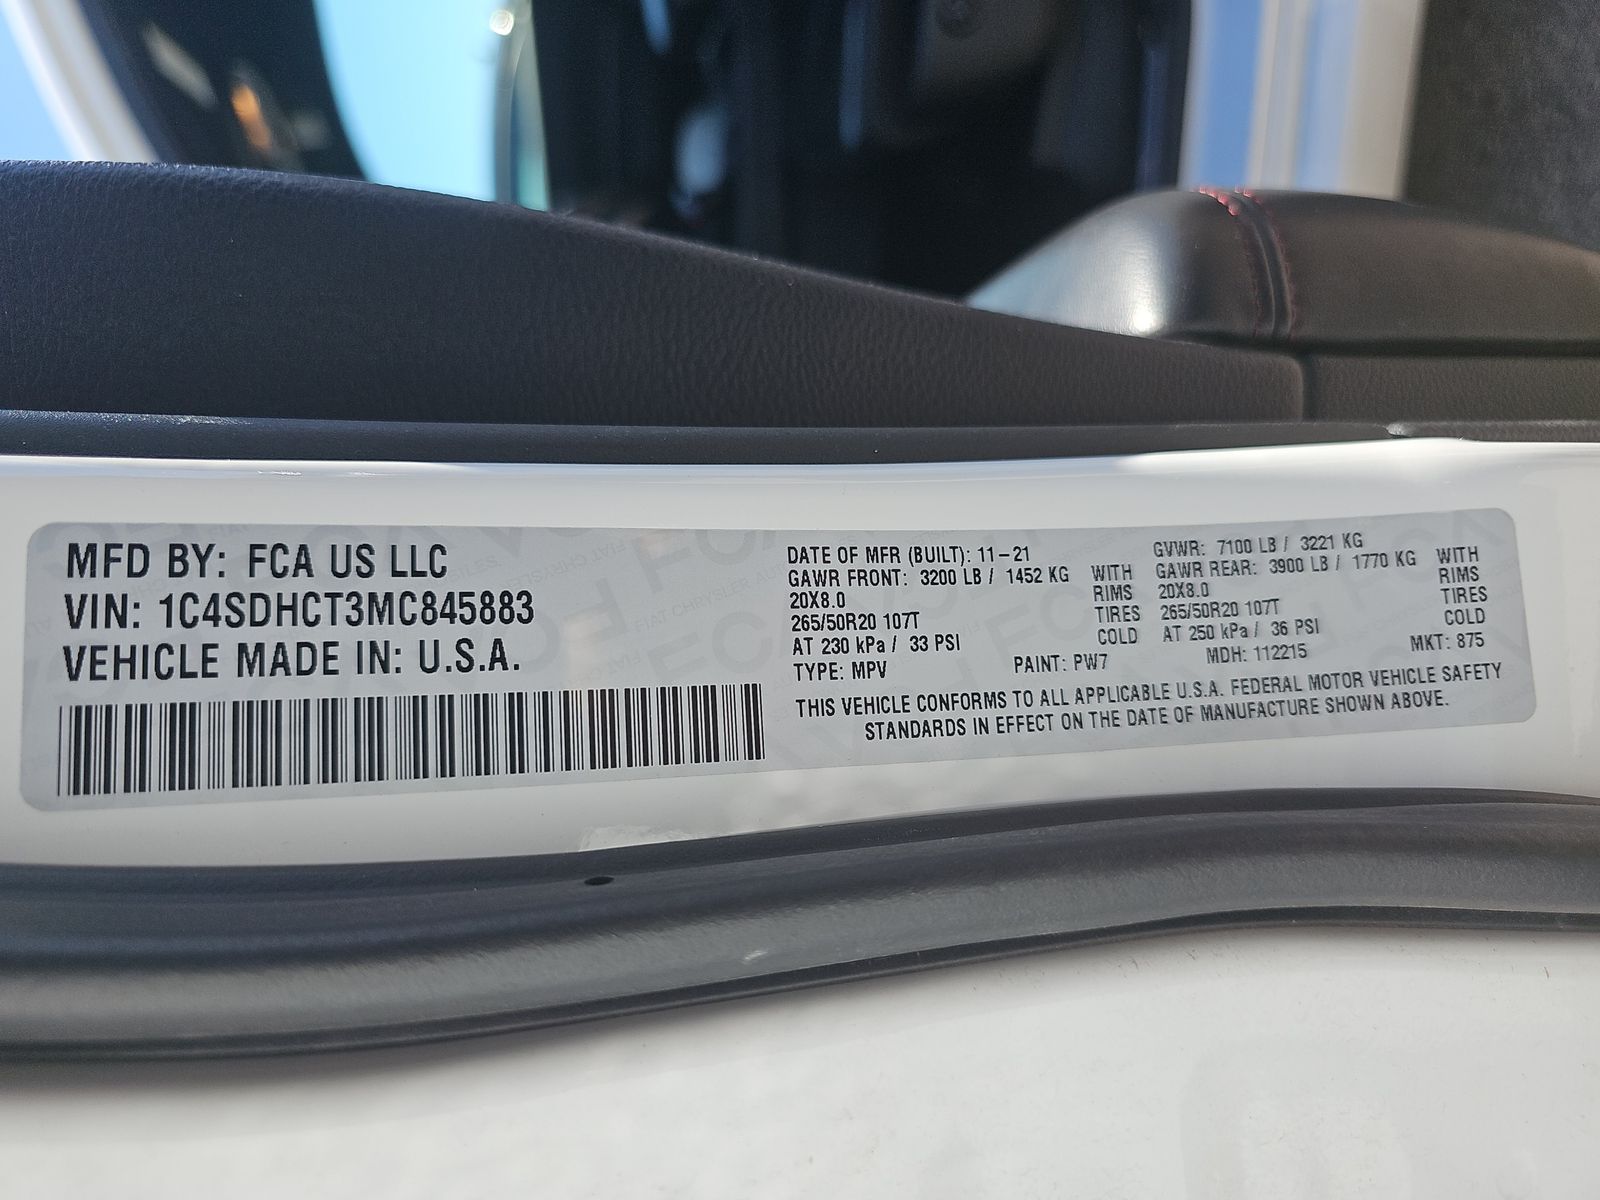 MFD BY: FCA US LLC
VIN: 1C4SDHCT3MC845883
VEHICLE MADE IN: U.S.A.
DATE OF MFR (BUILT): 11-21
GAWR FRONT: 3200 LB / 1452 KG WITH
20X8.0 RIMS
265/50R20 107T TIRES
AT 230 kPa / 33 PSI COLD
TYPE: MPV
GVWR: 7100 LB / 3221 KG
GAWR REAR: 3900 LB / 1770 KG WITH
20X8.0 RIMS
265/50R20 107T TIRES
AT 250 kPa / 36 PSI COLD
PAINT: PW7 MDH: 112215 MKT: 875
THIS VEHICLE CONFORMS TO ALL APPLICABLE U.S.A. FEDERAL MOTOR VEHICLE SAFETY
STANDARDS IN EFFECT ON THE DATE OF MANUFACTURE SHOWN ABOVE.